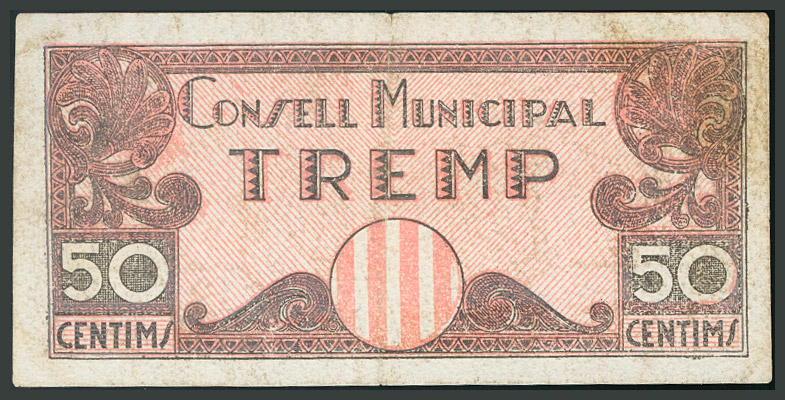 CONSELL MUNICIPAL
TREMP
50
CENTIMS
50
CENTIMS